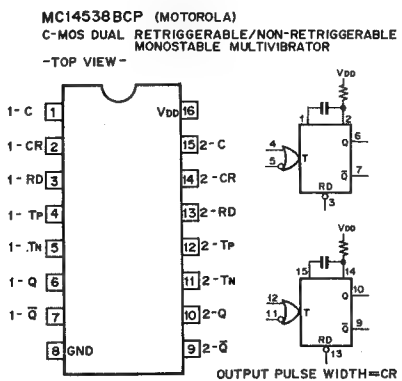 MC14538BCP (MOTOROLA)
C-MOS DUAL RETRIGGERABLE/NON-RETRIGGERABLE
MONOSTABLE MULTIVIBRATOR
-TOP VIEW-
1-C 1
1-CR 2
1-RD 3
1-TP 4
1-.TN 5
1-Q 6
1-Q̅ 7
8 GND
VDD 16
15 2-C
14 2-CR
13 2-RD
12 2-TP
11 2-TN
10 2-Q
9 2-Q̅
VDD
1 2
4 Q 6
5 T
Q̅ 7
RD
3
VDD
15 14
Q 10
12 T
11 Q̅ 9
RD
13
OUTPUT PULSE WIDTH=CR